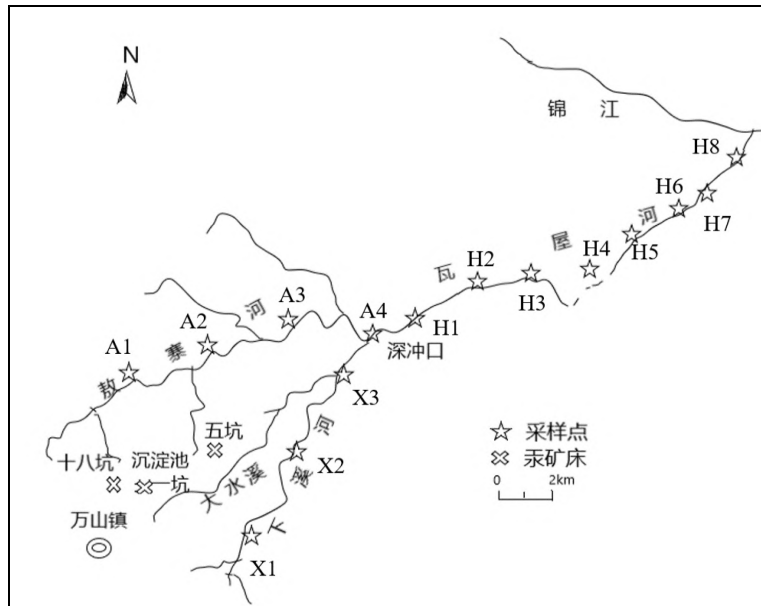 N
锦江
H8
H6
河
H7
屋
H4
H5
瓦
H2
H3
河
A3
A4
H1
深冲口
A2
寨
A1
敖
X3
五坑
河
十八坑
沉淀池
一坑
大水溪
溪
X2
采样点
汞矿床
0 2km
万山镇
下
X1